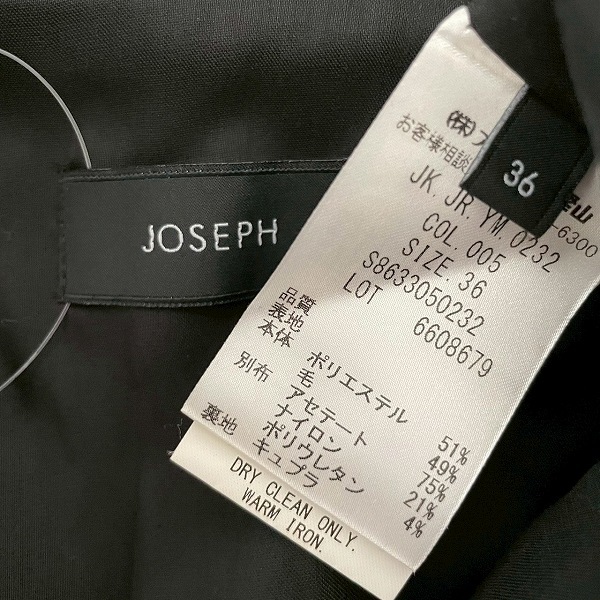 JOSEPH
36
(株)
お客様相談
6300
JK. JR. YM. 0232
COL. 005
SIZE. 36
S8633050232
LOT 6608679
品質
表地
本体 ポリエステル 51%
毛 49%
別布 アセテート 75%
ナイロン 21%
ポリウレタン 4%
裏地 キュプラ
DRY CLEAN ONLY.
WARM IRON.